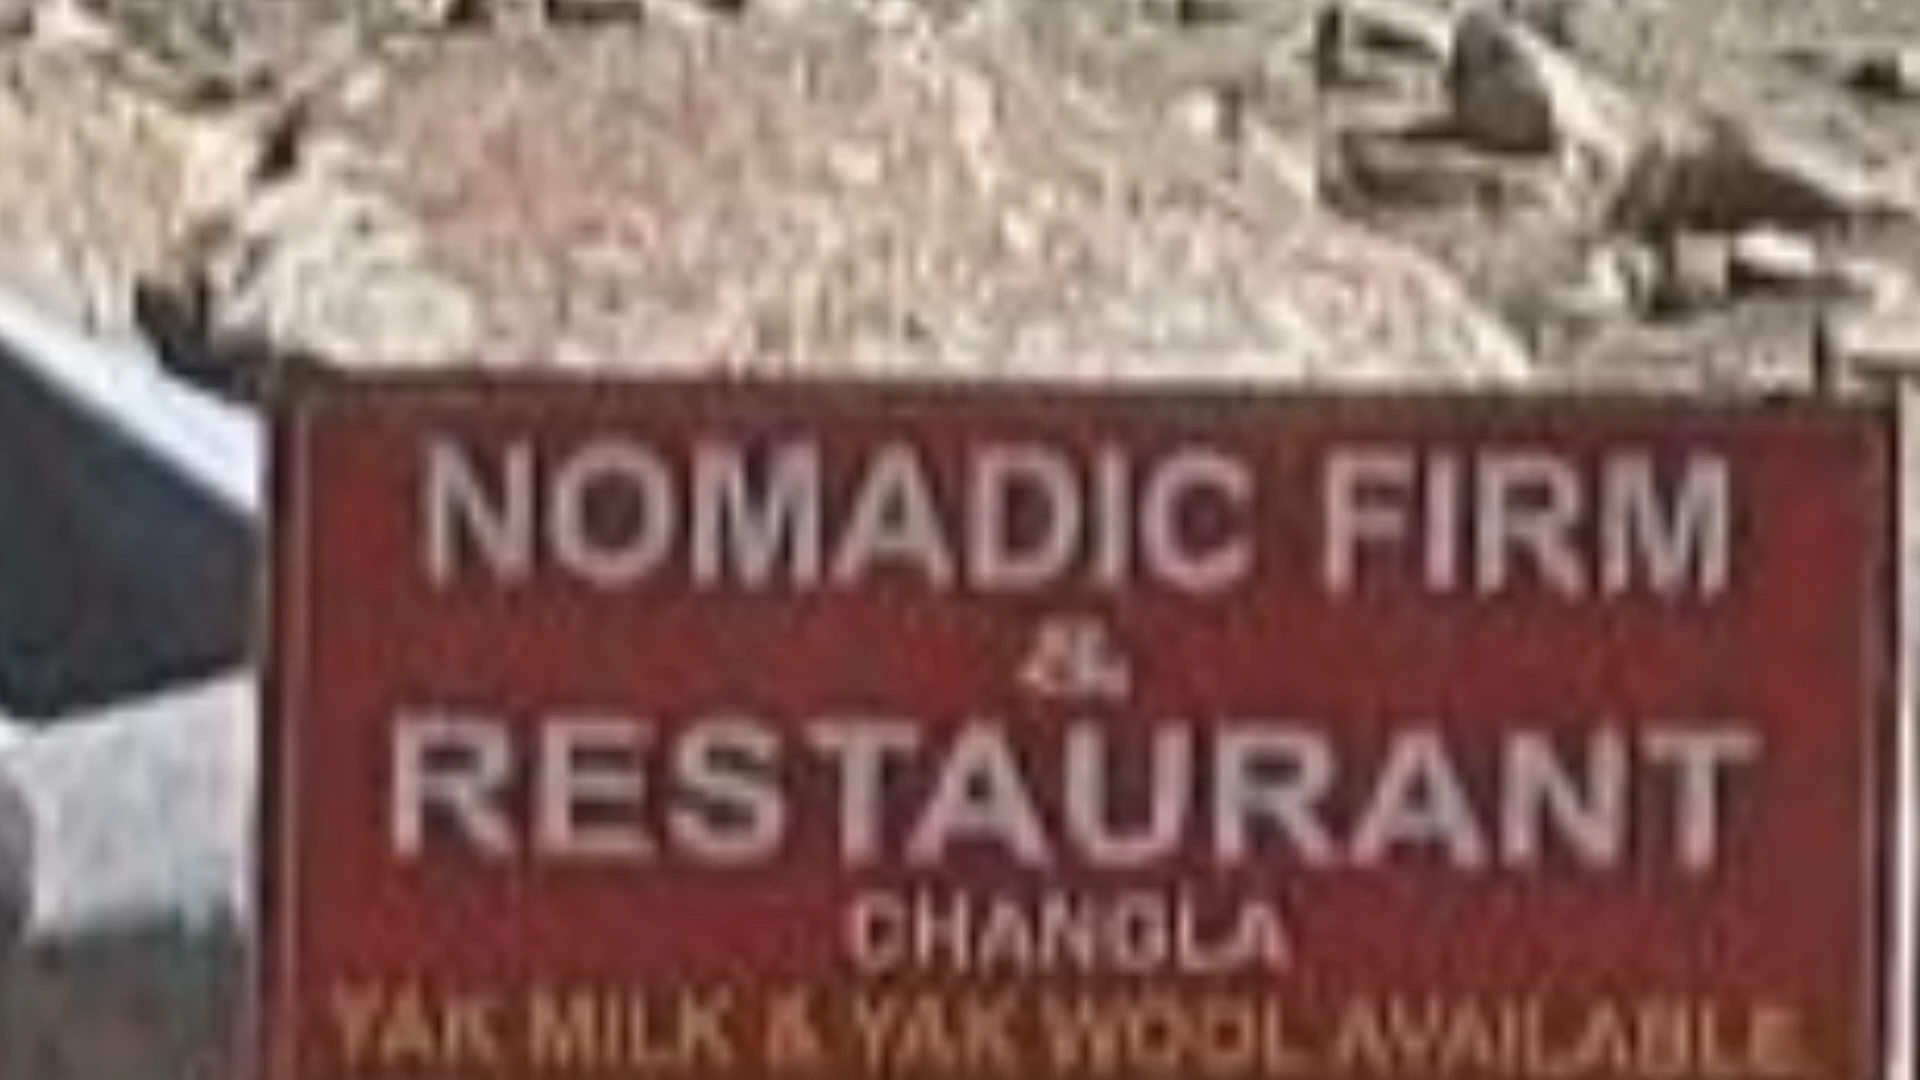 NOMADIC FIRM
&
RESTAURANT
CHANGLA
YAK MILK & YAK WOOL AVAILABLE